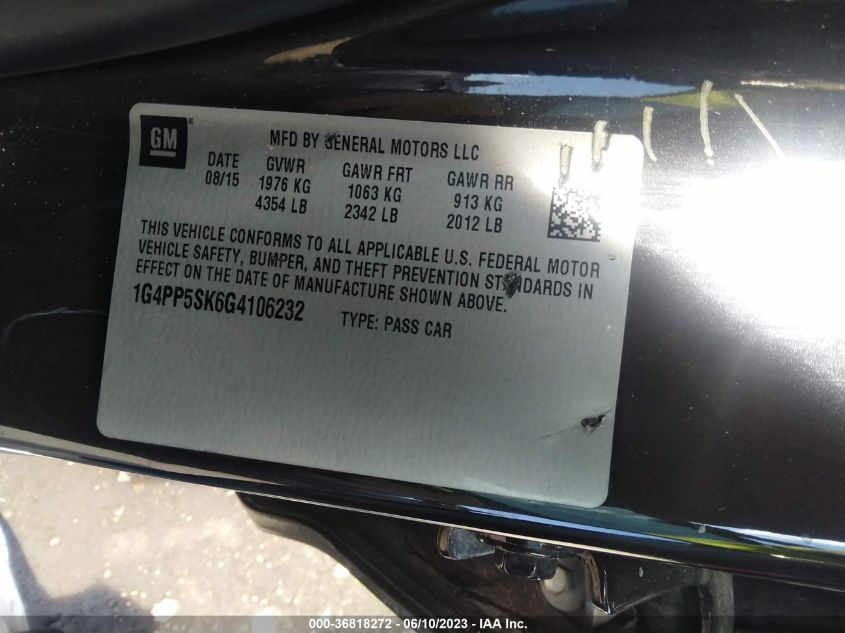 GM ®
MFD BY GENERAL MOTORS LLC
DATE GVWR GAWR FRT GAWR RR
08/15 1976 KG 1063 KG 913 KG
4354 LB 2342 LB 2012 LB
THIS VEHICLE CONFORMS TO ALL APPLICABLE U.S. FEDERAL MOTOR
VEHICLE SAFETY, BUMPER, AND THEFT PREVENTION STANDARDS IN
EFFECT ON THE DATE OF MANUFACTURE SHOWN ABOVE.
1G4PP5SK6G4106232 TYPE: PASS CAR
000-36818272 - 06/10/2023 - IAA Inc.